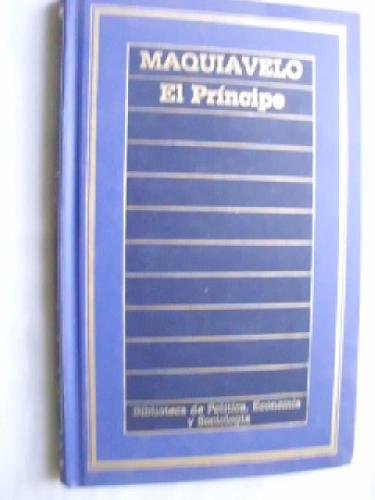 MAQUIAVELO
El Príncipe
Biblioteca de Política, Economía
y Sociología